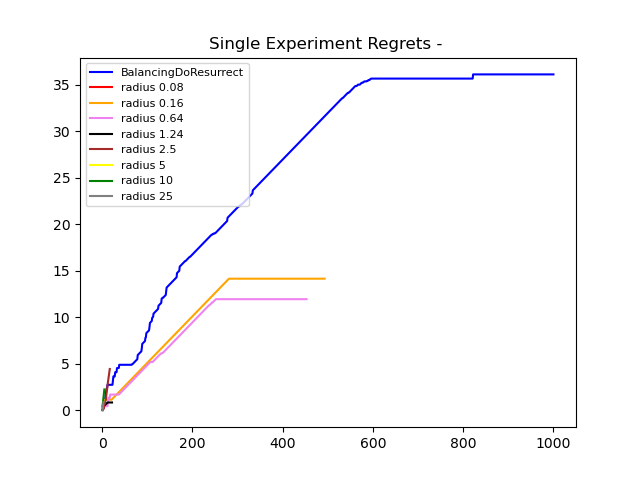 Single Experiment Regrets -
BalancingDoResurrect
radius 0.08
radius 0.16
radius 0.64
radius 1.24
radius 2.5
radius 5
radius 10
radius 25
35
30
25
20
15
10
5
0
0 200 400 600 800 1000